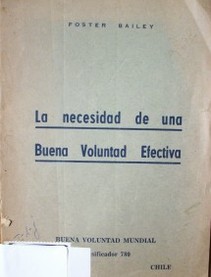 FOSTER BAILEY
La necesidad de una
Buena Voluntad Efectiva
BUENA VOLUNTAD MUNDIAL
CHILE